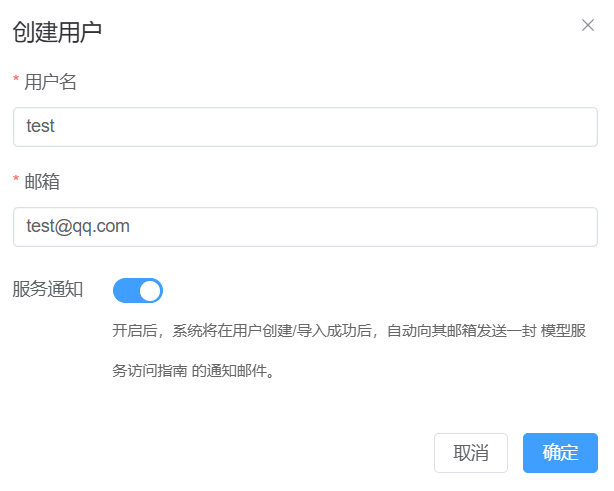 创建用户
* 用户名
test
* 邮箱
test@qq.com
服务通知
开启后，系统将在用户创建/导入成功后，自动向其邮箱发送一封 模型服
务访问指南 的通知邮件。
取消 确定